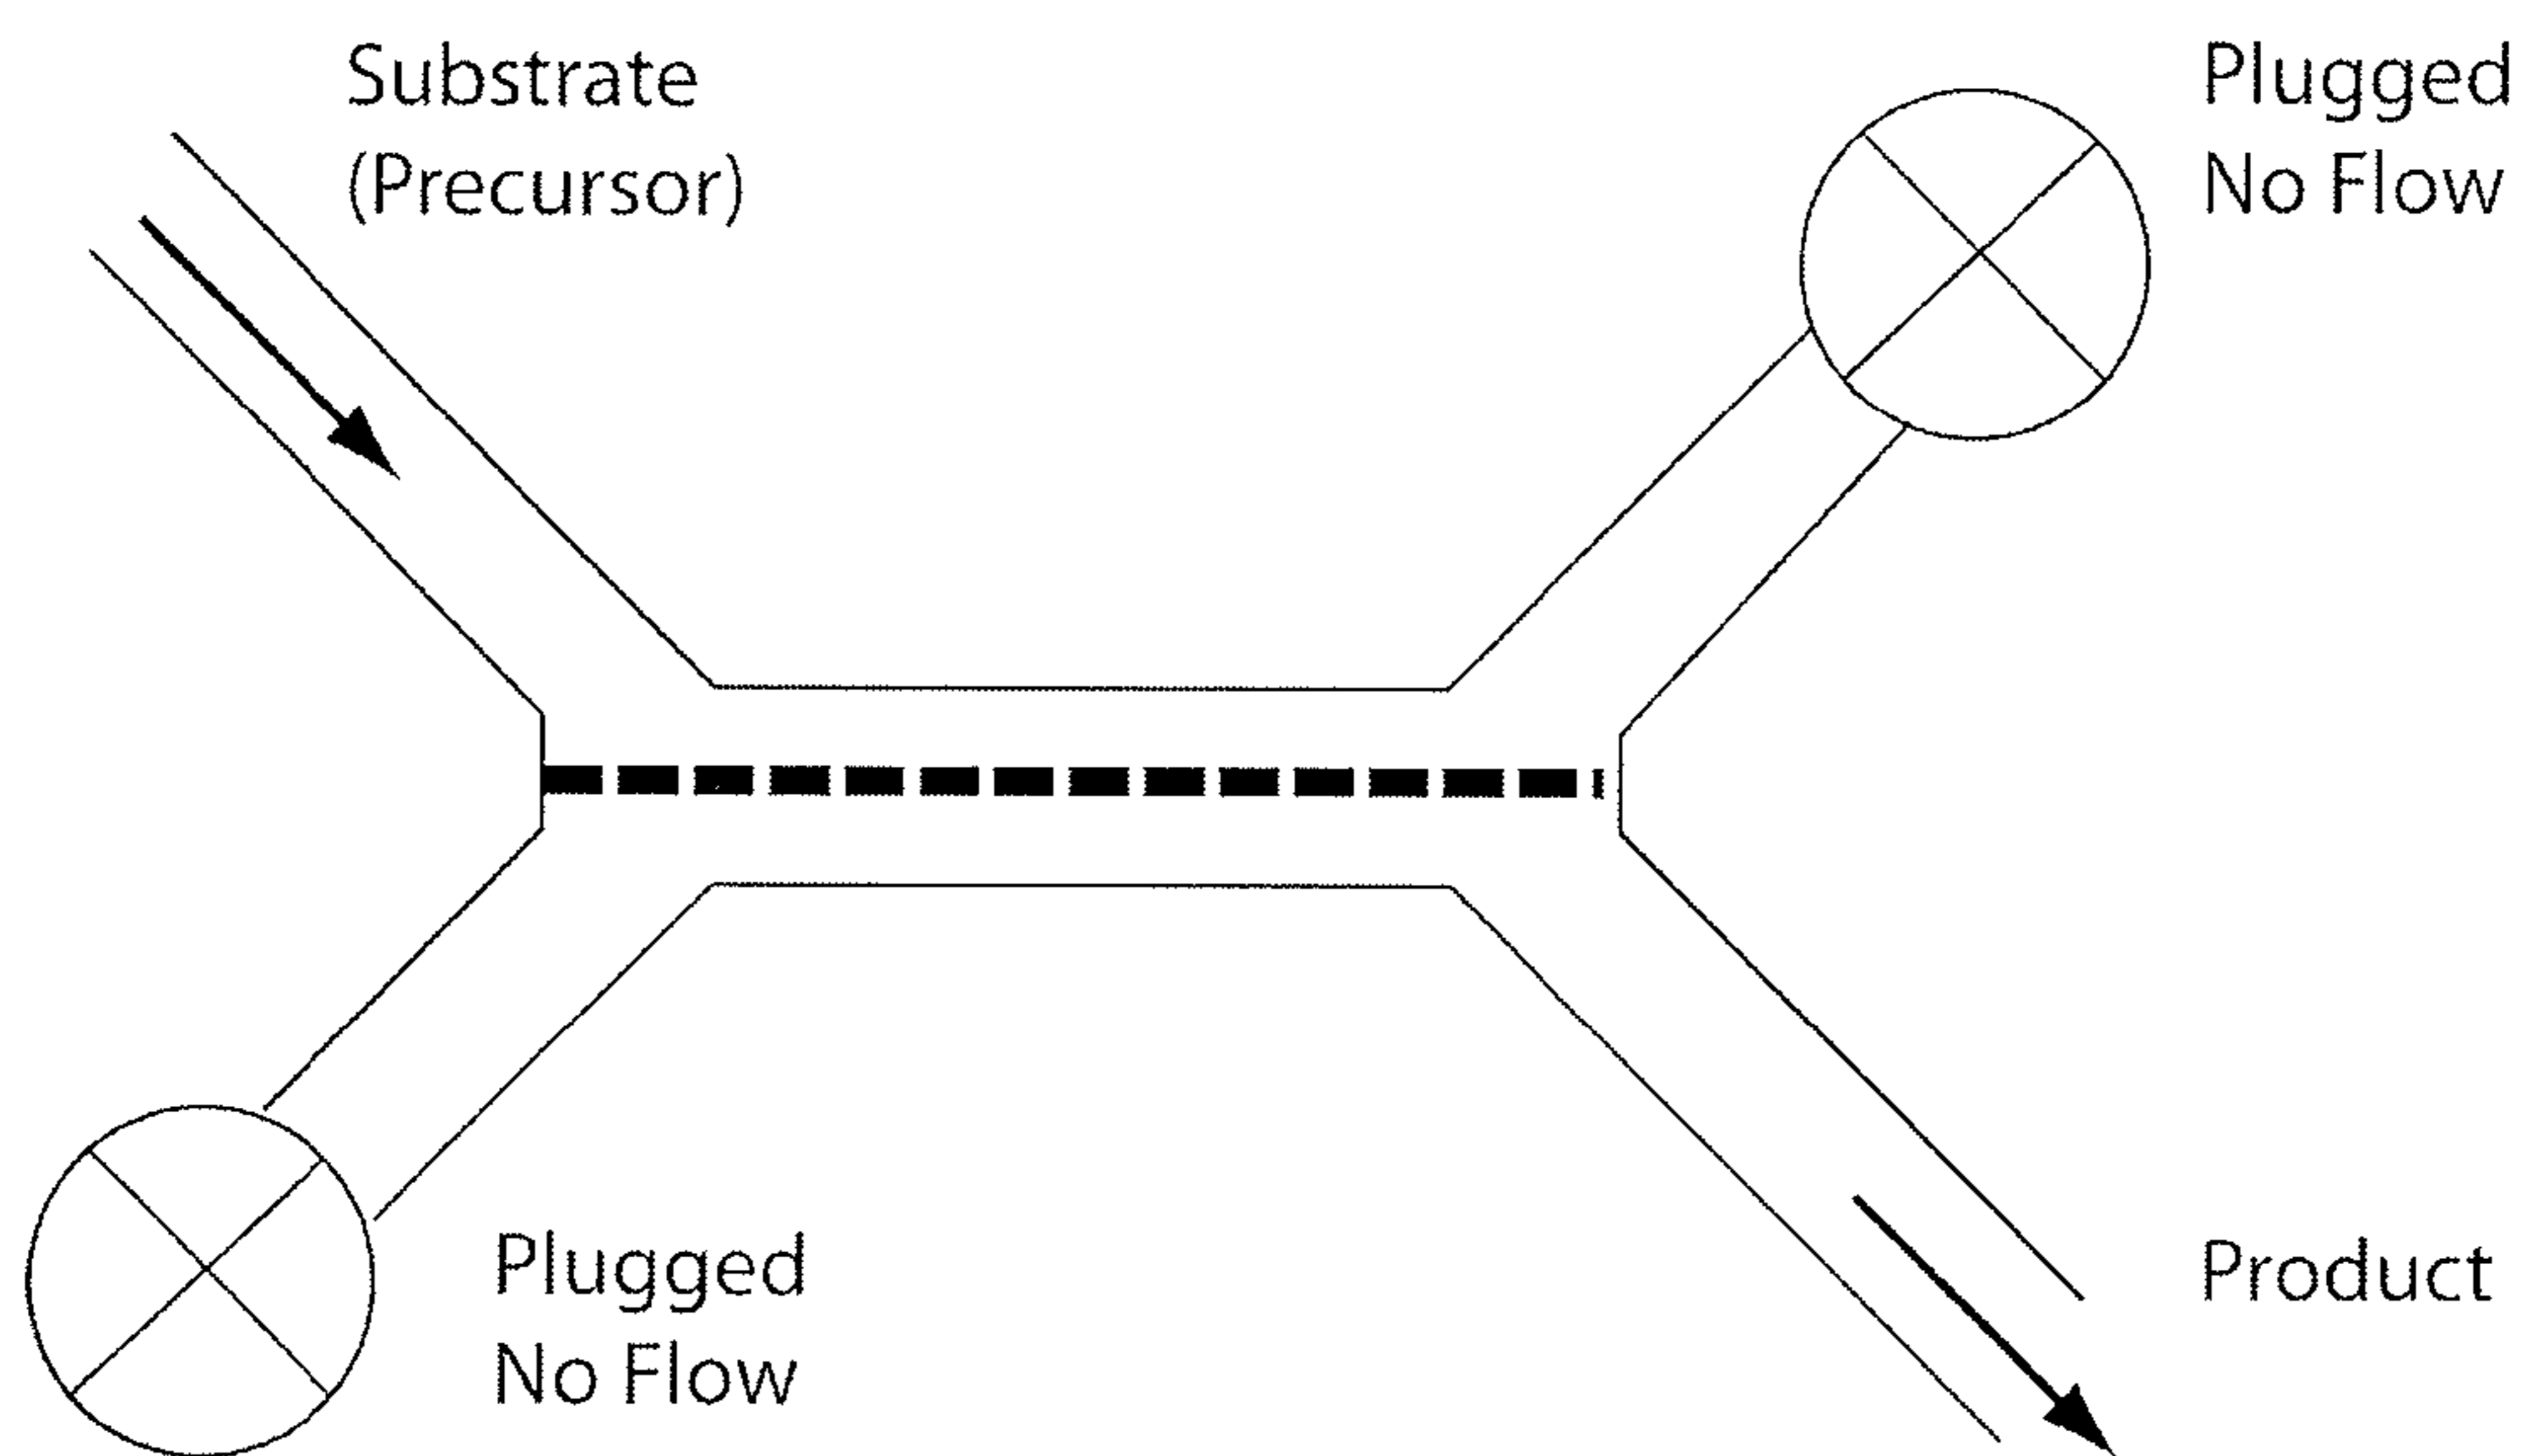 Substrate
(Precursor)
Plugged
No Flow
Plugged
No Flow
Product